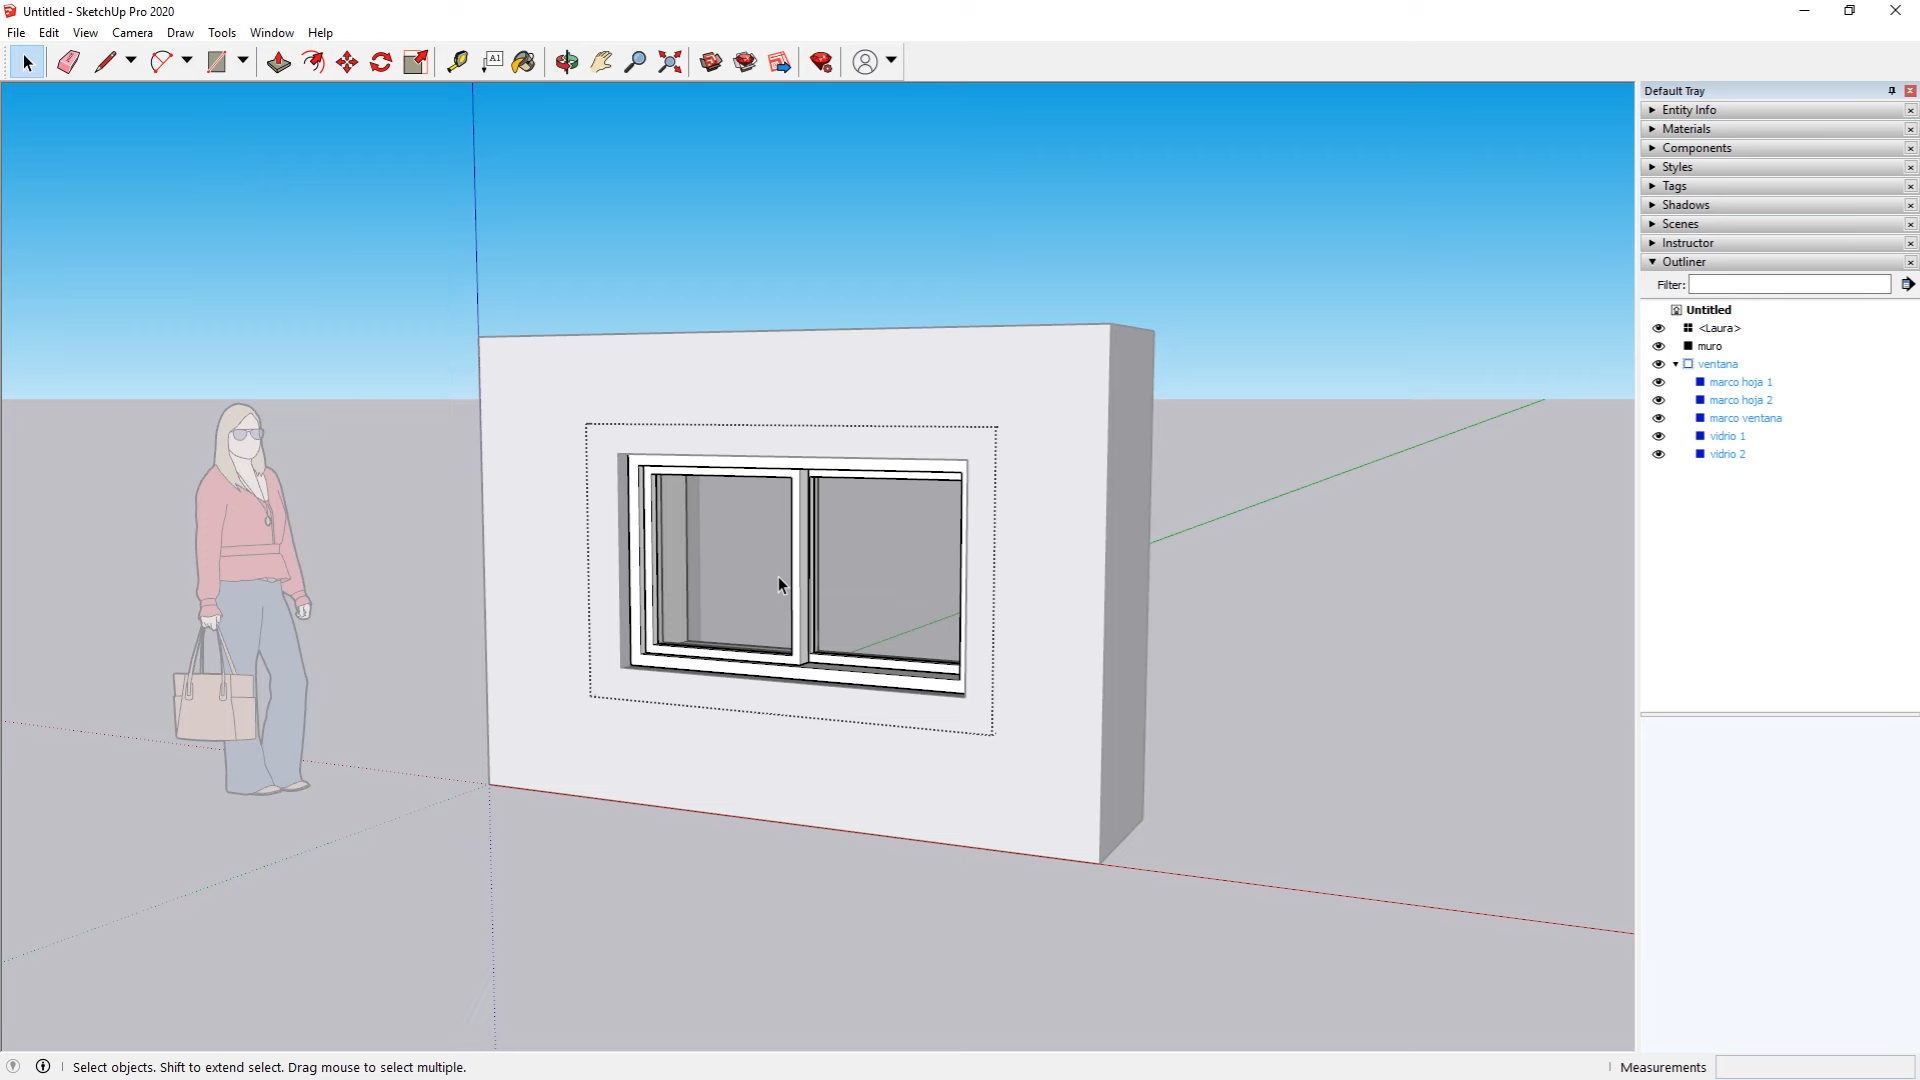 Untitled - SketchUp Pro 2020
File Edit View Camera Draw Tools Window Help
A1
Default Tray
Entity Info
Materials
Components
Styles
Tags
Shadows
Scenes
Instructor
Outliner
Filter:
Untitled
<Laura>
muro
ventana
marco hoja 1
marco hoja 2
marco ventana
vidrio 1
vidrio 2
Select objects. Shift to extend select. Drag mouse to select multiple.
Measurements